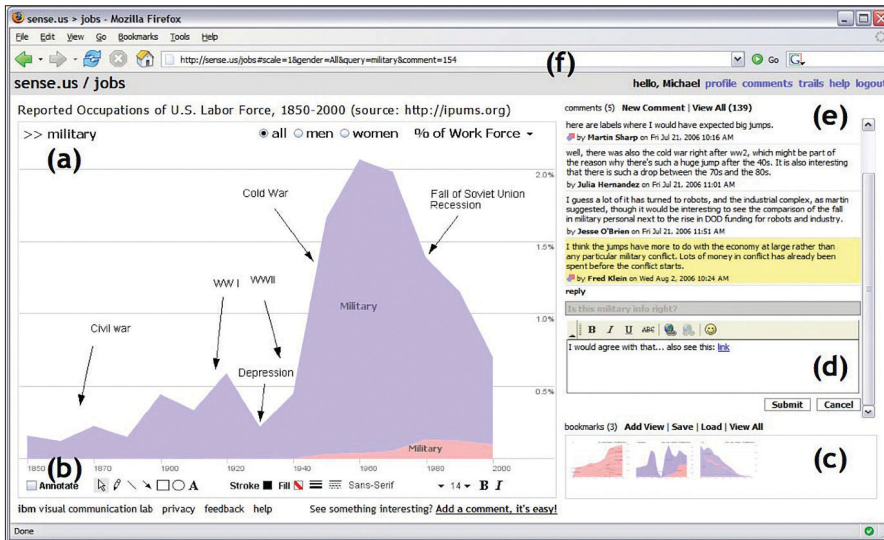 sense.us > jobs - Mozilla Firefox
File Edit View Go Bookmarks Tools Help
http://sense.us/jobs#scale=1&gender=All&query=military&comment=154
(f)
Go
G
sense.us / jobs
hello, Michael profile comments trails help logout
Reported Occupations of U.S. Labor Force, 1850-2000 (source: http://ipums.org)
>> military
all men women
% of Work Force
(a)
2.0%
1.5%
1.0%
0.5%
Cold War
Fall of Soviet Union
Recession
WW I
WWII
Military
Civil war
Depression
Military
1850 1870 1900 1920 1940 1960 1980 2000
(b)
Annotate
A
Stroke Fill
Sans-Serif
14
B I
ibm visual communication lab privacy feedback help
See something interesting? Add a comment, it's easy!
comments (5) New Comment | View All (139)
(e)
here are labels where I would have expected big jumps.
by Martin Sharp on Fri Jul 21, 2006 10:16 AM
well, there was also the cold war right after ww2, which might be part of
the reason why there's such a huge jump after the 40s. It is also interesting
that there is such a drop between the 70s and the 80s.
by Julia Hernandez on Fri Jul 21, 2006 11:01 AM
I guess a lot of it has turned to robots, and the industrial complex, as martin
suggested, though it would be interesting to see the comparison of the fall
in military personal next to the rise in DOD funding for robots and industry.
by Jesse O'Brien on Fri Jul 21, 2006 11:51 AM
I think the jumps have more to do with the economy at large rather than
any particular military conflict. Lots of money in conflict has already been
spent before the conflict starts.
by Fred Klein on Wed Aug 2, 2006 10:24 AM
reply
Is this military info right?
B I U ABC
I would agree with that... also see this: link
(d)
Submit Cancel
bookmarks (3) Add View | Save | Load | View All
(c)
Done